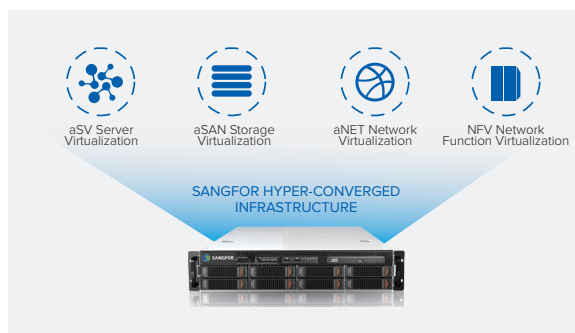 aSV Server
Virtualization
aSAN Storage
Virtualization
aNET Network
Virtualization
NFV Network
Function Virtualization
SANGFOR HYPER-CONVERGED
INFRASTRUCTURE
SANGFOR